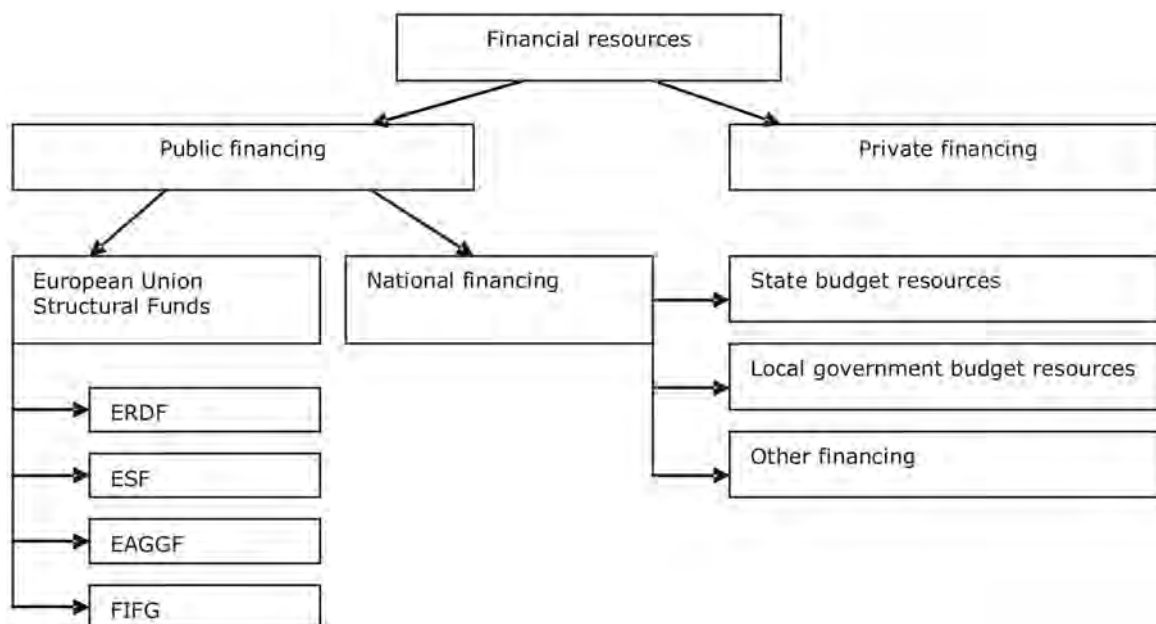 Financial resources
Public financing
Private financing
European Union
Structural Funds
National financing
State budget resources
Local government budget resources
Other financing
ERDF
ESF
EAGGF
FIFG